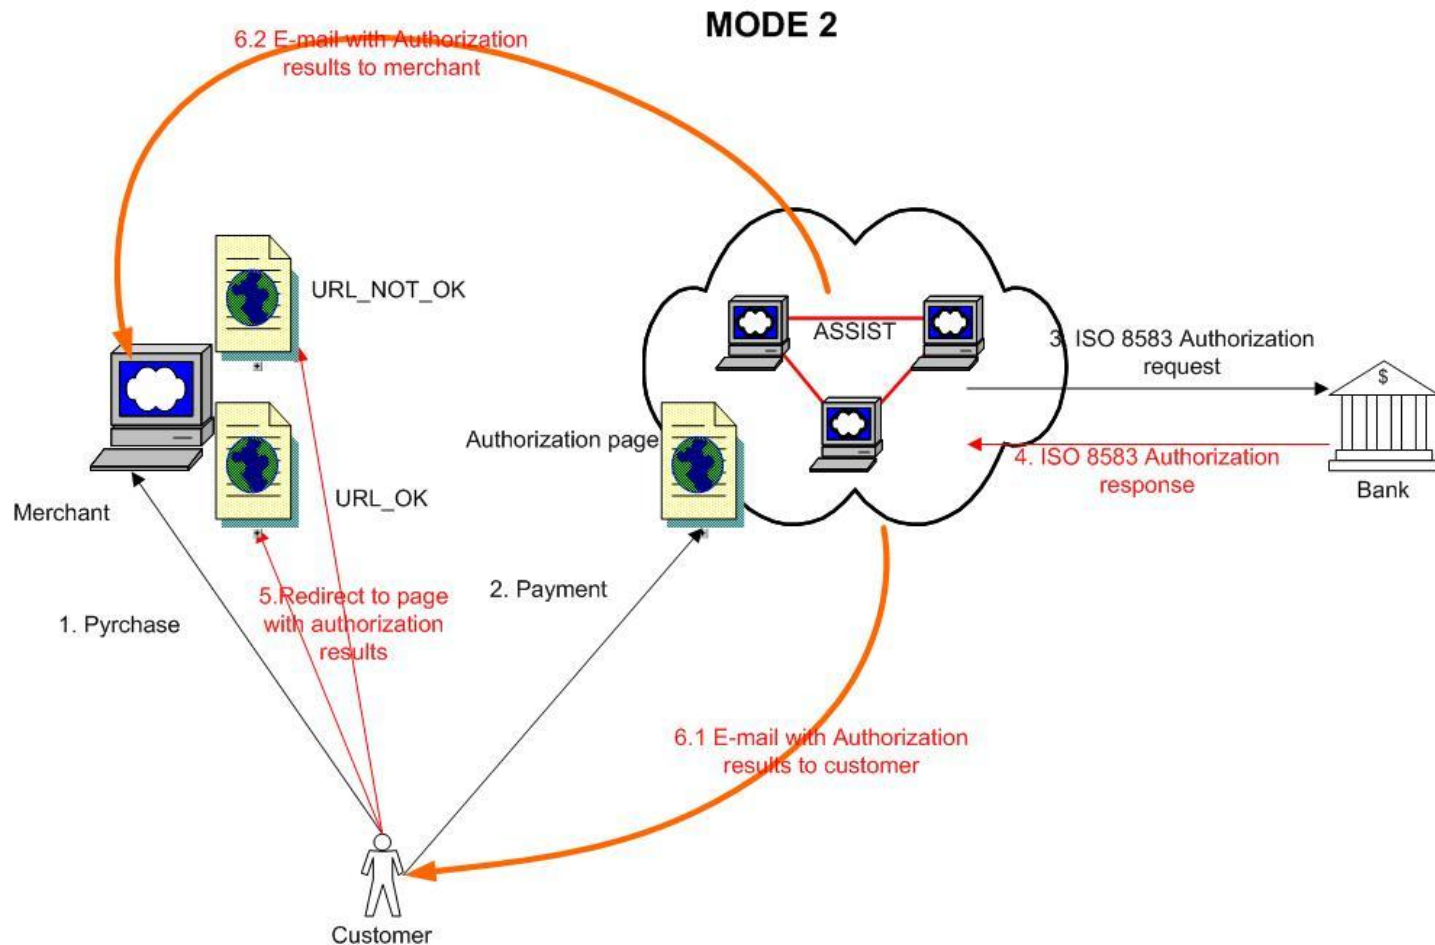 MODE 2
6.2 E-mail with Authorization
results to merchant
URL_NOT_OK
ASSIST
3. ISO 8583 Authorization
request
$
Authorization page
4. ISO 8583 Authorization
response
Bank
URL_OK
Merchant
2. Payment
5.Redirect to page
with authorization
results
1. Pyrchase
6.1 E-mail with Authorization
results to customer
Customer